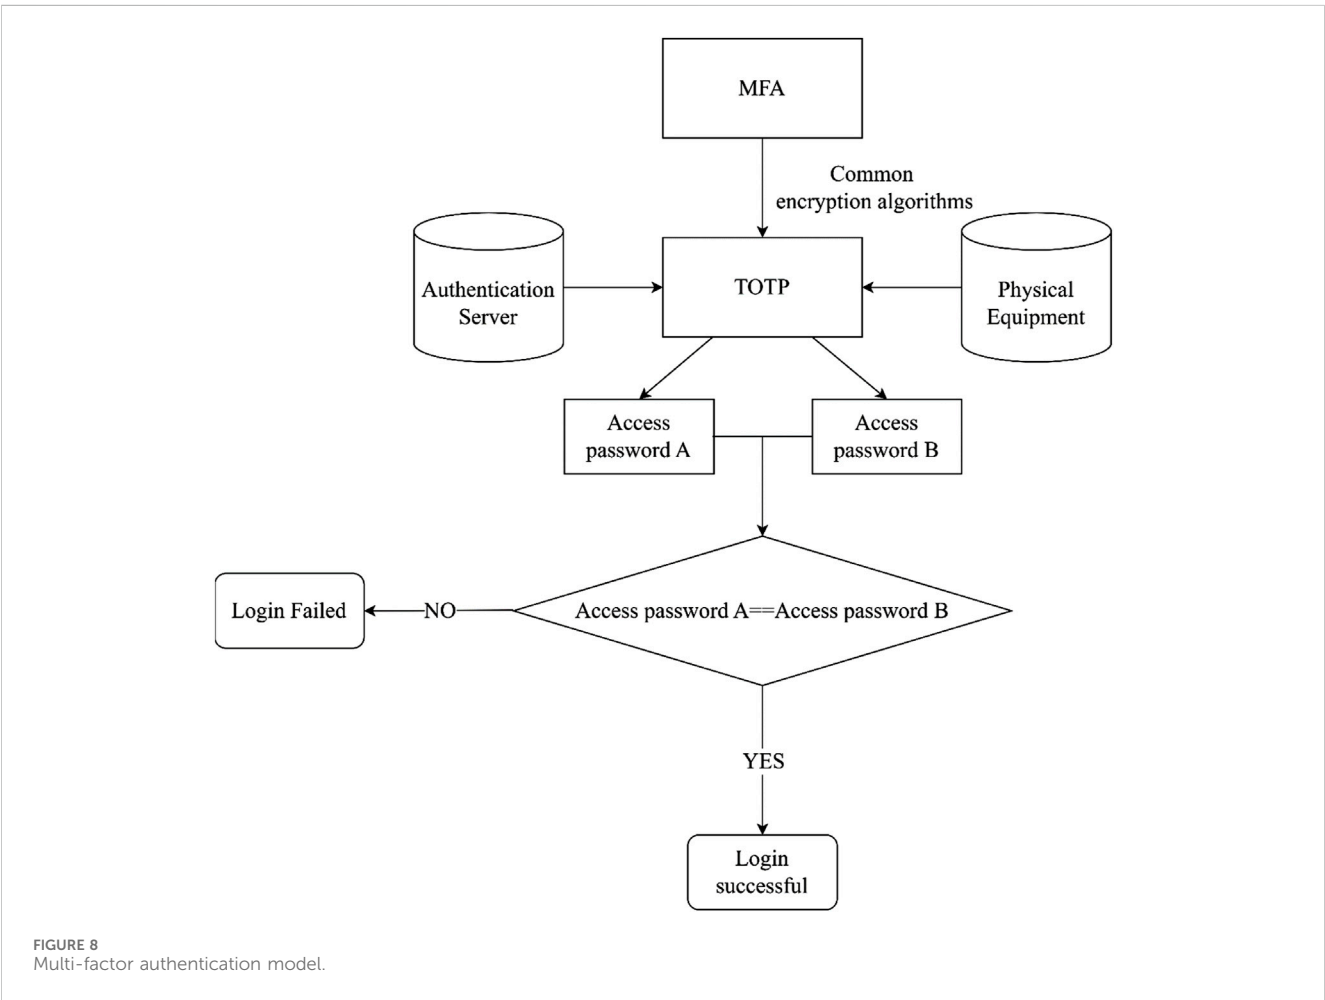 MFA
Common
encryption algorithms
Authentication
Server
TOTP
Physical
Equipment
Access
password A
Access
password B
Login Failed
NO
Access password A==Access password B
YES
Login
successful
FIGURE 8
Multi-factor authentication model.